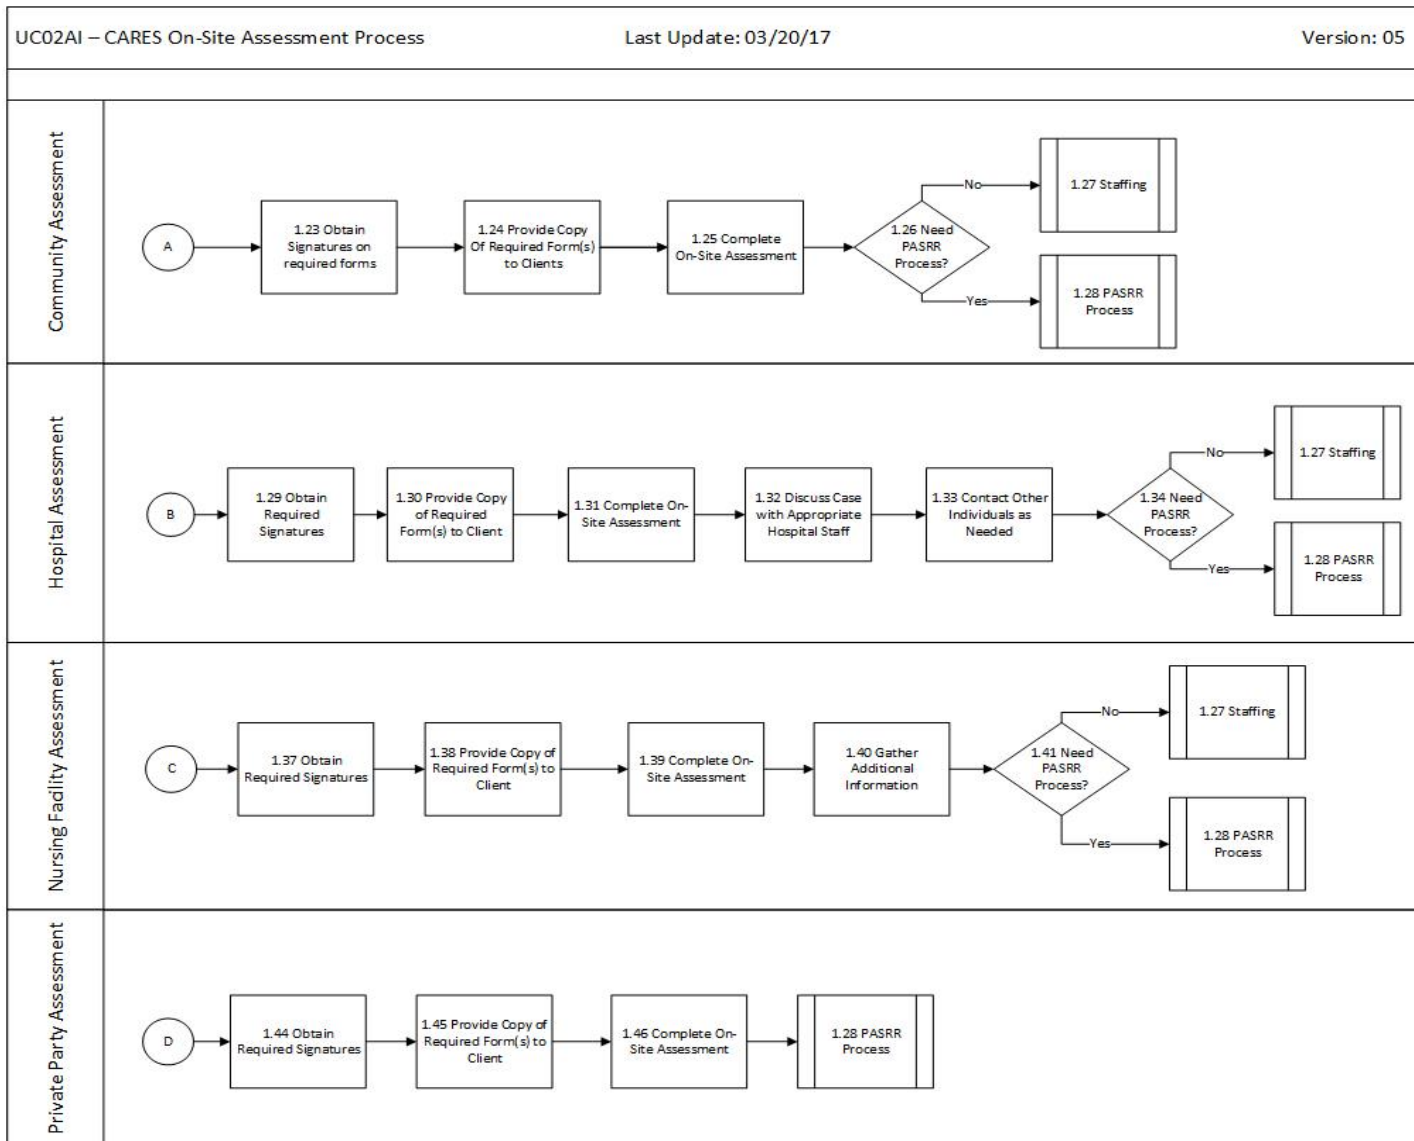 UC02AI – CARES On-Site Assessment Process
Last Update: 03/20/17
Version: 05
Community Assessment
A
1.23 Obtain
Signatures on
required forms
1.24 Provide Copy
Of Required Form(s)
to Clients
1.25 Complete
On-Site Assessment
1.26 Need
PASRR
Process?
No
1.27 Staffing
Yes
1.28 PASRR
Process
Hospital Assessment
B
1.29 Obtain
Required
Signatures
1.30 Provide Copy
of Required
Form(s) to Client
1.31 Complete On-
Site Assessment
1.32 Discuss Case
with Appropriate
Hospital Staff
1.33 Contact Other
Individuals as
Needed
1.34 Need
PASRR
Process?
No
1.27 Staffing
Yes
1.28 PASRR
Process
Nursing Facility Assessment
C
1.37 Obtain
Required Signatures
1.38 Provide Copy of
Required Form(s) to
Client
1.39 Complete On-
Site Assessment
1.40 Gather
Additional
Information
1.41 Need
PASRR
Process?
No
1.27 Staffing
Yes
1.28 PASRR
Process
Private Party Assessment
D
1.44 Obtain
Required Signatures
1.45 Provide Copy of
Required Form(s) to
Client
1.46 Complete On-
Site Assessment
1.28 PASRR
Process